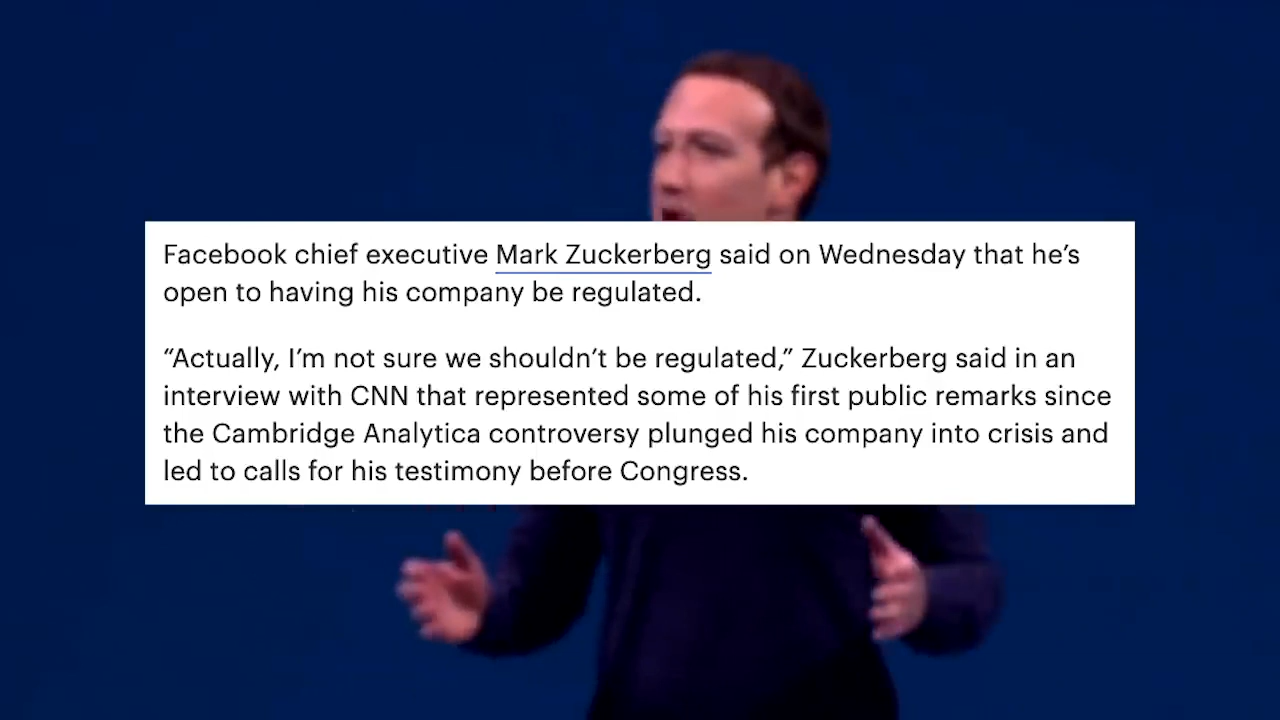 Facebook chief executive Mark Zuckerberg said on Wednesday that he’s
open to having his company be regulated.
“Actually, I’m not sure we shouldn’t be regulated,” Zuckerberg said in an
interview with CNN that represented some of his first public remarks since
the Cambridge Analytica controversy plunged his company into crisis and
led to calls for his testimony before Congress.